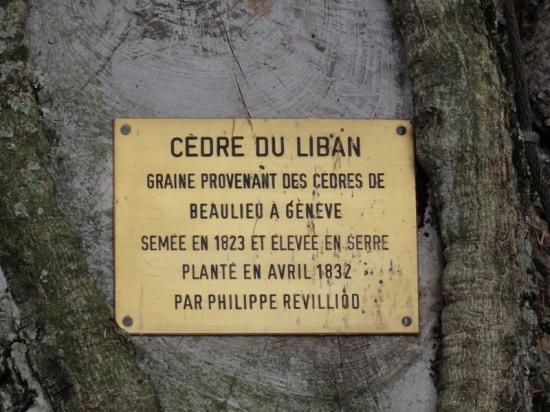 CÈDRE DU LIBAN
GRAINE PROVENANT DES CÈDRES DE
BEAULIEU À GENÈVE
SEMÉE EN 1823 ET ÉLEVÉE EN SERRE
PLANTÉ EN AVRIL 1832
PAR PHILIPPE REVILLIOD